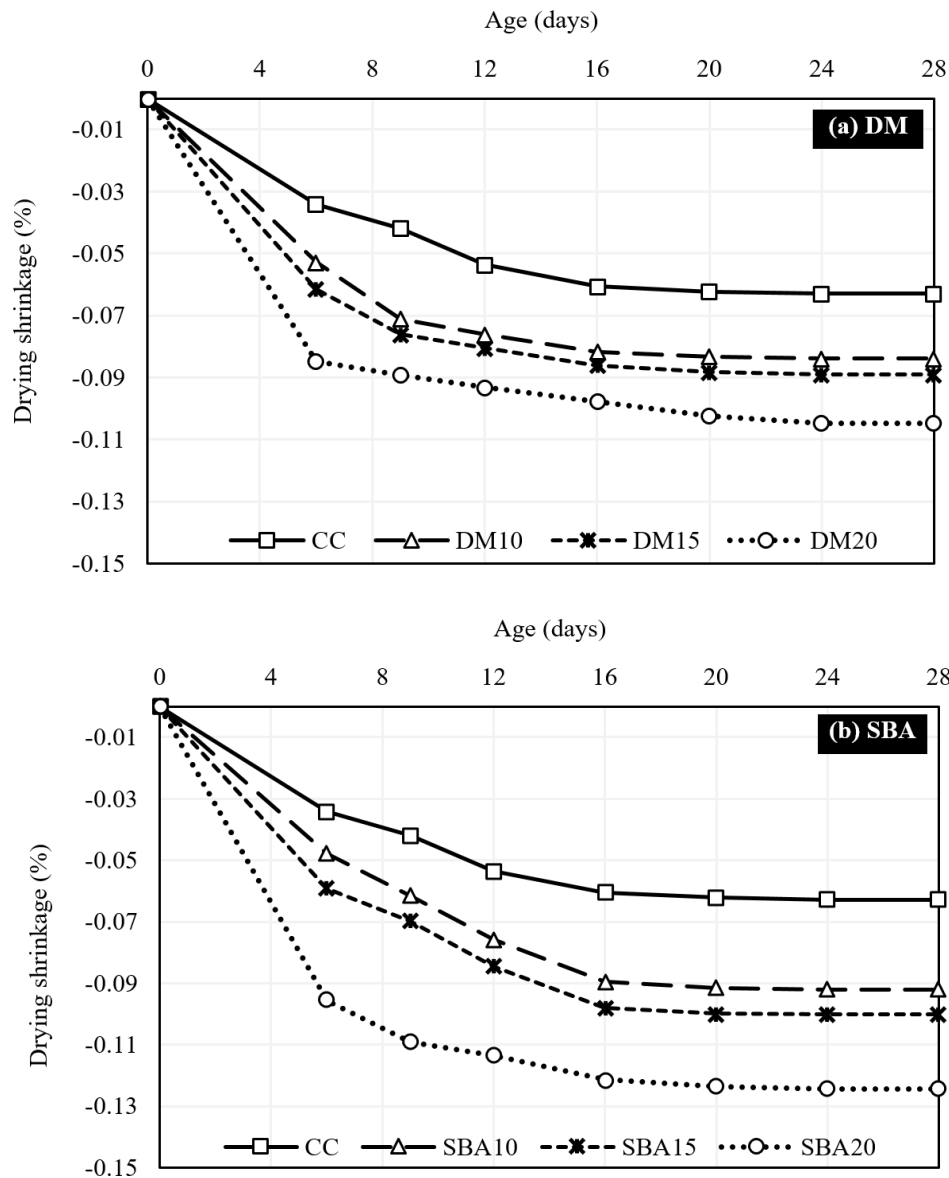 Age (days)
0 4 8 12 16 20 24 28
(a) DM
Drying shrinkage (%)
-0.01
-0.03
-0.05
-0.07
-0.09
-0.11
-0.13
-0.15
CC DM10 DM15 DM20
Age (days)
0 4 8 12 16 20 24 28
(b) SBA
Drying shrinkage (%)
-0.01
-0.03
-0.05
-0.07
-0.09
-0.11
-0.13
-0.15
CC SBA10 SBA15 SBA20